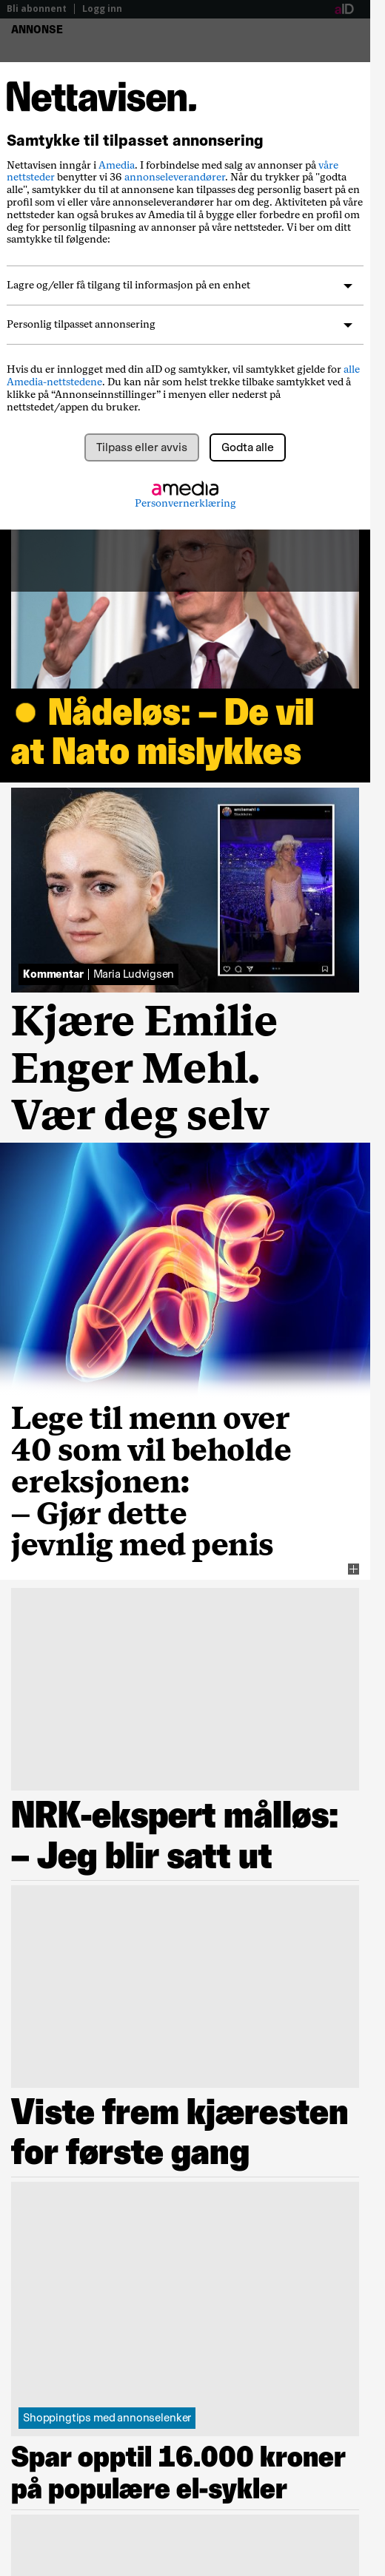 Bli abonnent | Logg inn
aID
ANNONSE
Nettavisen.
Samtykke til tilpasset annonsering
Nettavisen inngår i Amedia. I forbindelse med salg av annonser på våre
nettsteder benytter vi 36 annonseleverandører. Når du trykker på "godta
alle", samtykker du til at annonsene kan tilpasses deg personlig basert på en
profil som vi eller våre annonseleverandører har om deg. Aktiviteten på våre
nettsteder kan også brukes av Amedia til å bygge eller forbedre en profil om
deg for personlig tilpasning av annonser på våre nettsteder. Vi ber om ditt
samtykke til følgende:
Lagre og/eller få tilgang til informasjon på en enhet
Personlig tilpasset annonsering
Hvis du er innlogget med din aID og samtykker, vil samtykket gjelde for alle
Amedia-nettstedene. Du kan når som helst trekke tilbake samtykket ved å
klikke på “Annonseinnstillinger” i menyen eller nederst på
nettstedet/appen du bruker.
Tilpass eller avvis
Godta alle
amedia
Personvernerklæring
Nådeløs: – De vil
at Nato mislykkes
Kommentar | Maria Ludvigsen
Kjære Emilie
Enger Mehl.
Vær deg selv
Lege til menn over
40 som vil beholde
ereksjonen:
– Gjør dette
jevnlig med penis
NRK-ekspert målløs:
– Jeg blir satt ut
Viste frem kjæresten
for første gang
Shoppingtips med annonselenker
Spar opptil 16.000 kroner
på populære el-sykler